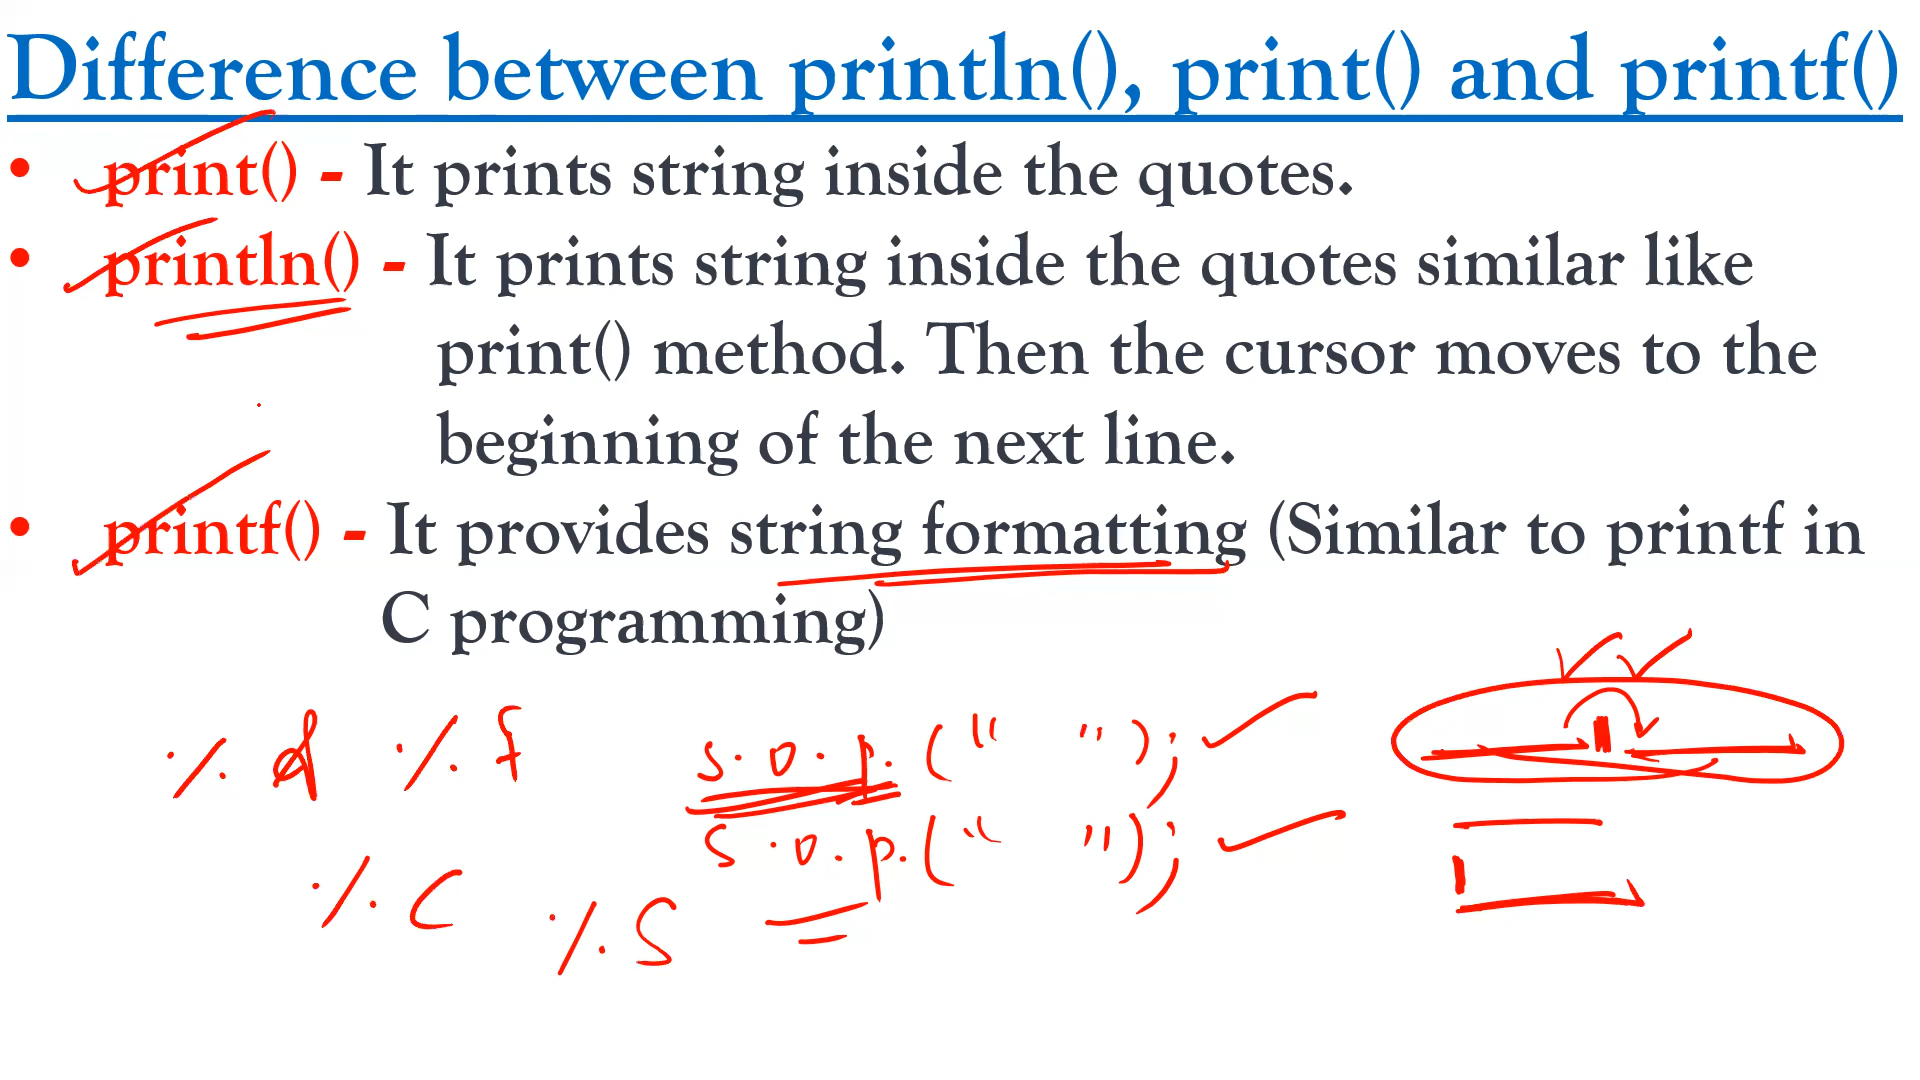 Difference between println(), print() and printf()
• print() - It prints string inside the quotes.
• println() - It prints string inside the quotes similar like
print() method. Then the cursor moves to the
beginning of the next line.
• printf() - It provides string formatting (Similar to printf in
C programming)
%d %f
s.o.p.(" ");
s.o.p.(" ");
%c %s